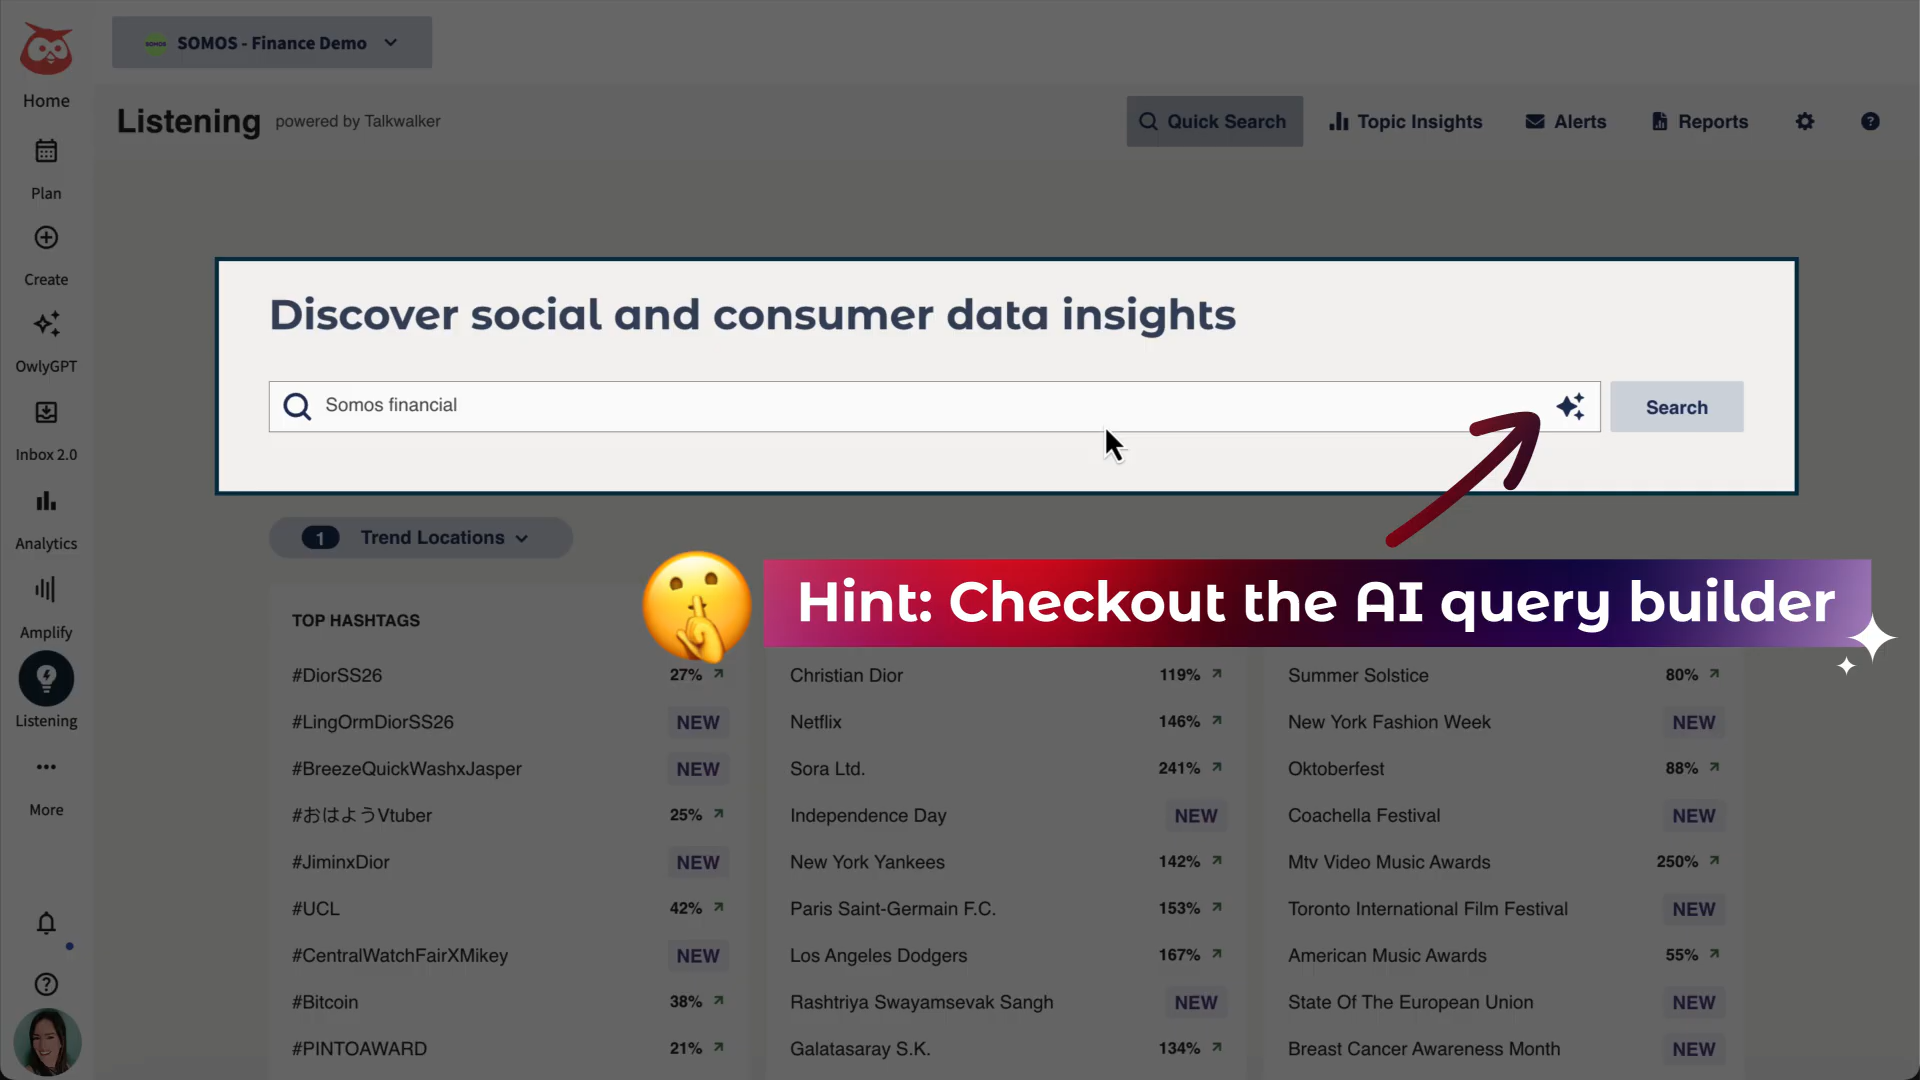 SOMOS
SOMOS - Finance Demo
Home
Listening
powered by Talkwalker
Quick Search
Topic Insights
Alerts
Reports
Plan
Create
OwlyGPT
Inbox 2.0
Analytics
Amplify
Listening
More
Discover social and consumer data insights
Somos financial
Search
1 Trend Locations
Hint: Checkout the AI query builder
TOP HASHTAGS
#DiorSS26 27%
#LingOrmDiorSS26 NEW
#BreezeQuickWashxJasper NEW
#おはようVtuber 25%
#JiminxDior NEW
#UCL 42%
#CentralWatchFairXMikey NEW
#Bitcoin 38%
#PINTOAWARD 21%
Christian Dior 119%
Netflix 146%
Sora Ltd. 241%
Independence Day NEW
New York Yankees 142%
Paris Saint-Germain F.C. 153%
Los Angeles Dodgers 167%
Rashtriya Swayamsevak Sangh NEW
Galatasaray S.K. 134%
Summer Solstice 80%
New York Fashion Week NEW
Oktoberfest 88%
Coachella Festival NEW
Mtv Video Music Awards 250%
Toronto International Film Festival NEW
American Music Awards 55%
State Of The European Union NEW
Breast Cancer Awareness Month NEW